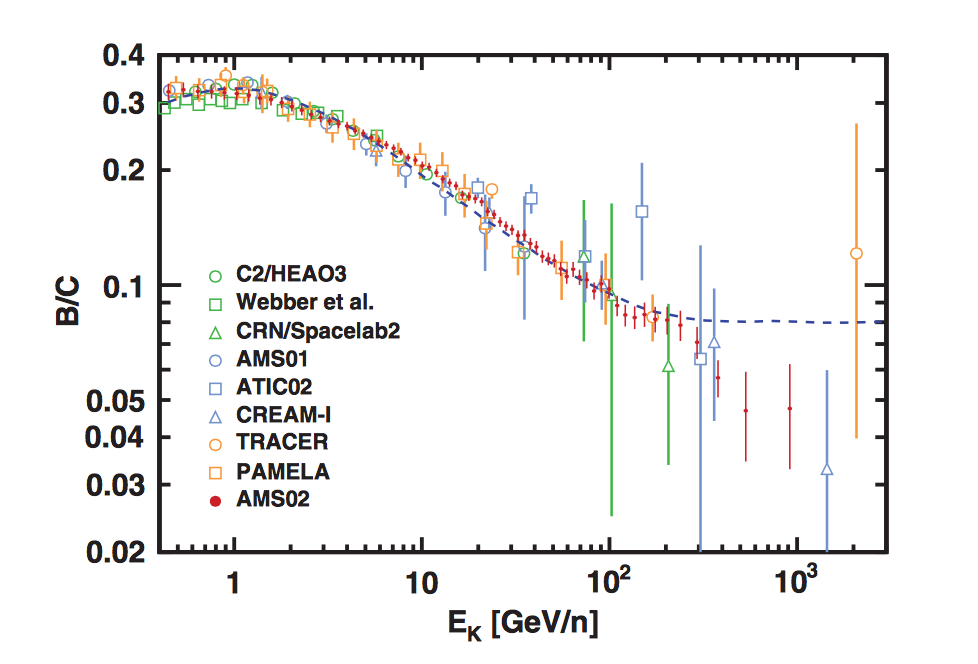 0.4
0.3
0.2
0.1
0.05
0.04
0.03
0.02
B/C
C2/HEAO3
Webber et al.
CRN/Spacelab2
AMS01
ATIC02
CREAM-I
TRACER
PAMELA
AMS02
1 10 10² 10³
E_K [GeV/n]